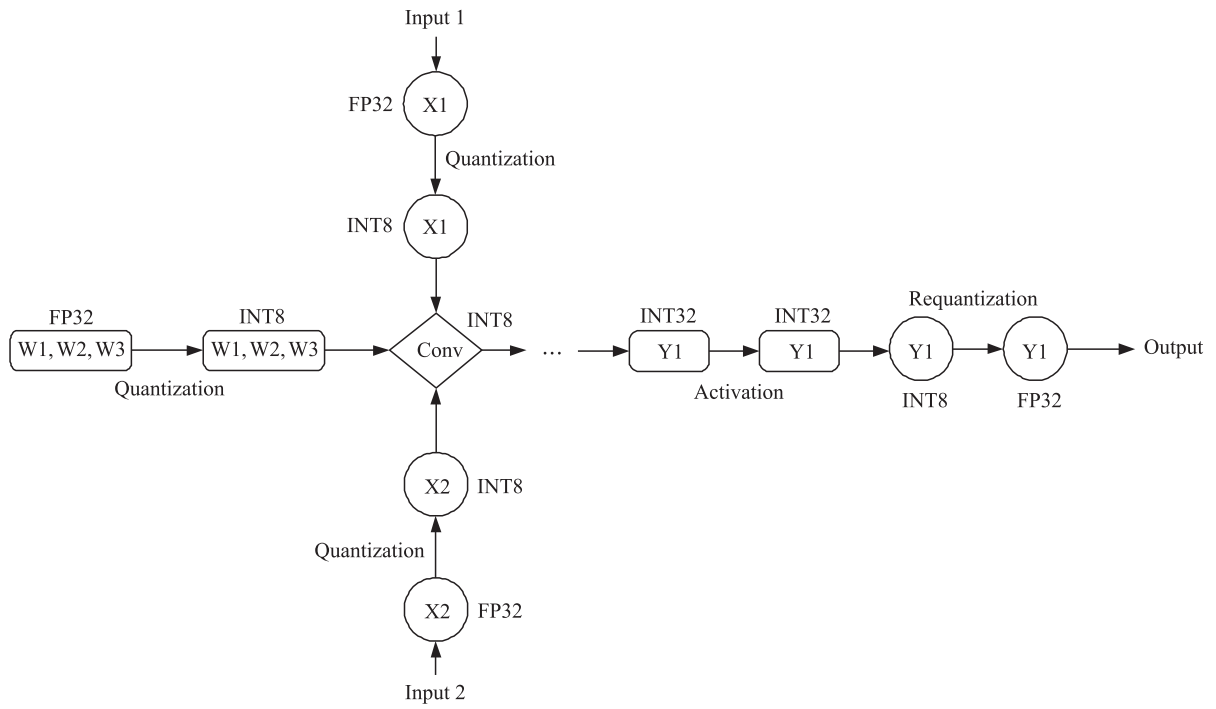 Input 1
FP32
X1
Quantization
INT8
X1
FP32
W1, W2, W3
Quantization
INT8
W1, W2, W3
Conv
INT8
...
INT32
Y1
Activation
INT32
Y1
Requantization
Y1
INT8
Y1
FP32
Output
X2
INT8
Quantization
X2
FP32
Input 2